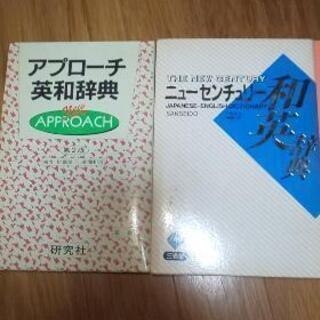 アプローチ
英和辞典
New
APPROACH
研究社
THE NEW CENTURY
ニューセンチュリー
JAPANESE-ENGLISH DICTIONARY
SANSEIDO
和英辞典
三省堂